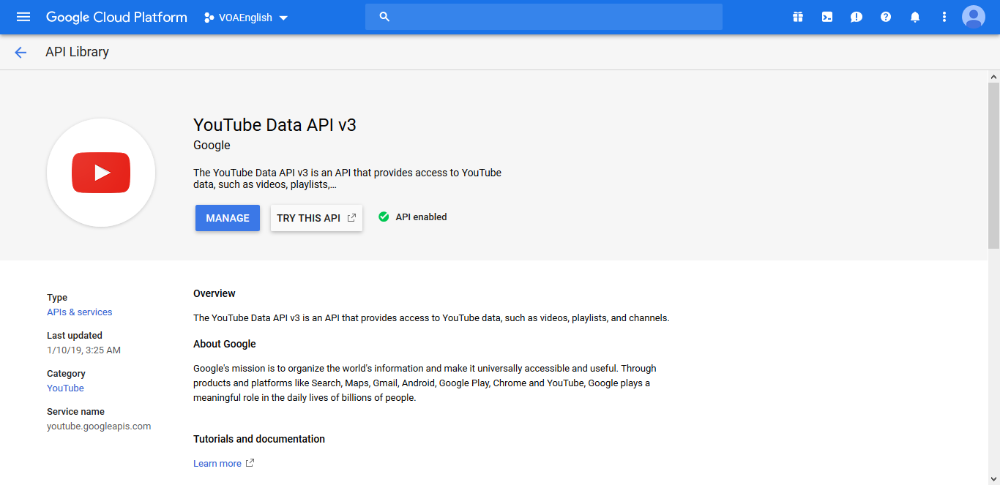 Google Cloud Platform
VOAEnglish
API Library
YouTube Data API v3
Google
The YouTube Data API v3 is an API that provides access to YouTube
data, such as videos, playlists,...
MANAGE
TRY THIS API
API enabled
Type
APIs & services
Last updated
1/10/19, 3:25 AM
Category
YouTube
Service name
youtube.googleapis.com
Overview
The YouTube Data API v3 is an API that provides access to YouTube data, such as videos, playlists, and channels.
About Google
Google's mission is to organize the world's information and make it universally accessible and useful. Through
products and platforms like Search, Maps, Gmail, Android, Google Play, Chrome and YouTube, Google plays a
meaningful role in the daily lives of billions of people.
Tutorials and documentation
Learn more